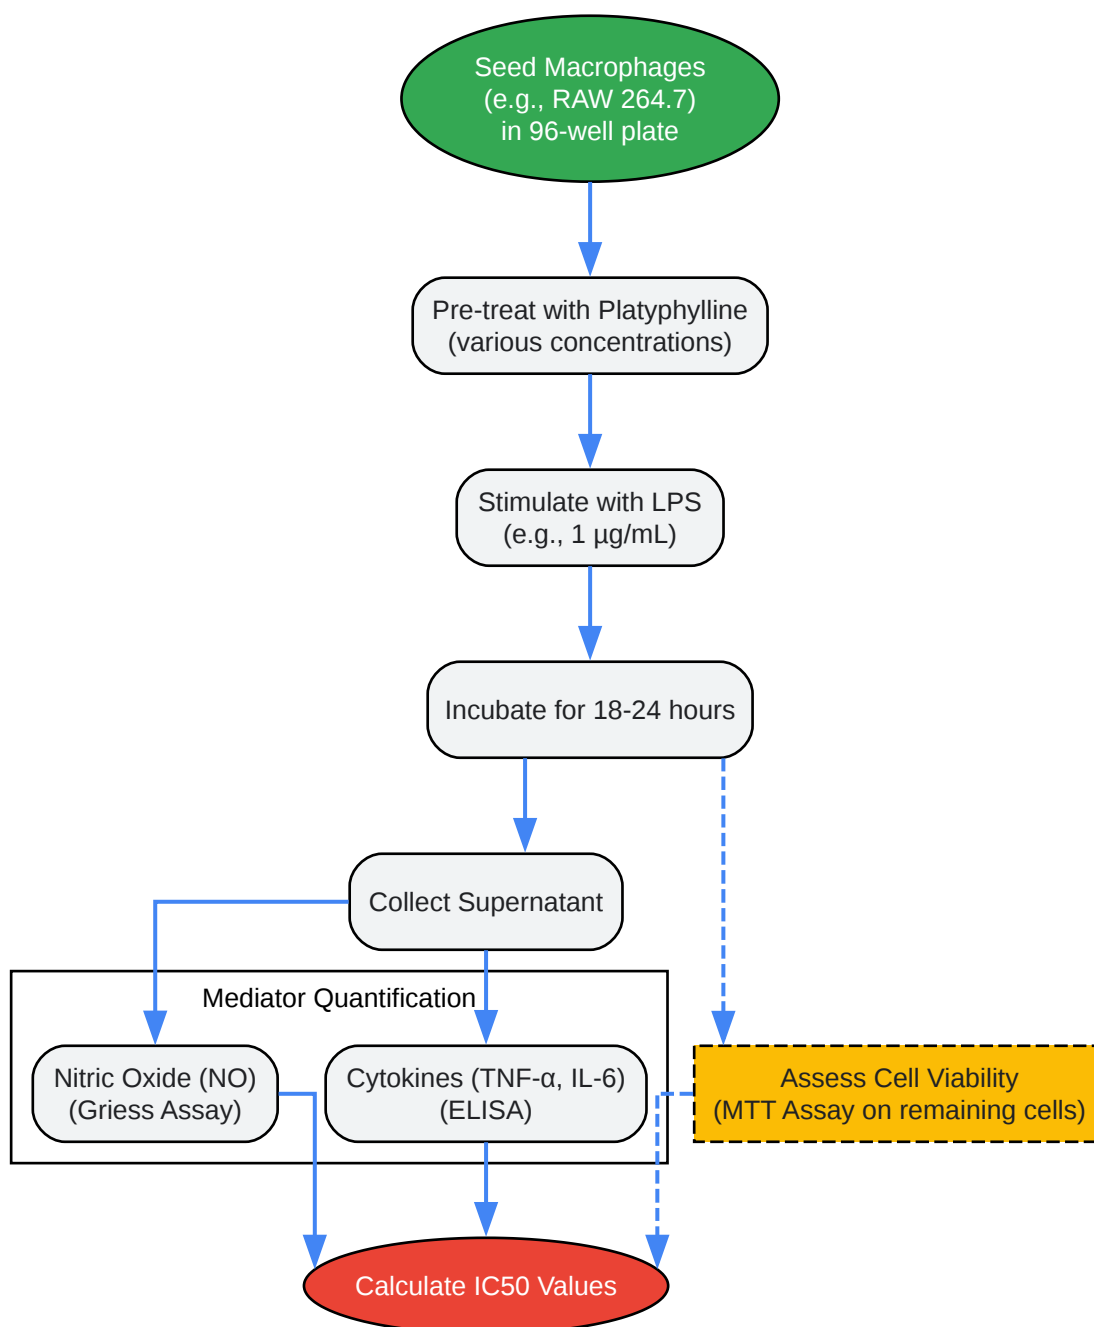 Seed Macrophages
(e.g., RAW 264.7)
in 96-well plate
Pre-treat with Platyphylline
(various concentrations)
Stimulate with LPS
(e.g., 1 µg/mL)
Incubate for 18-24 hours
Collect Supernatant
Mediator Quantification
Nitric Oxide (NO)
(Griess Assay)
Cytokines (TNF-α, IL-6)
(ELISA)
Assess Cell Viability
(MTT Assay on remaining cells)
Calculate IC50 Values